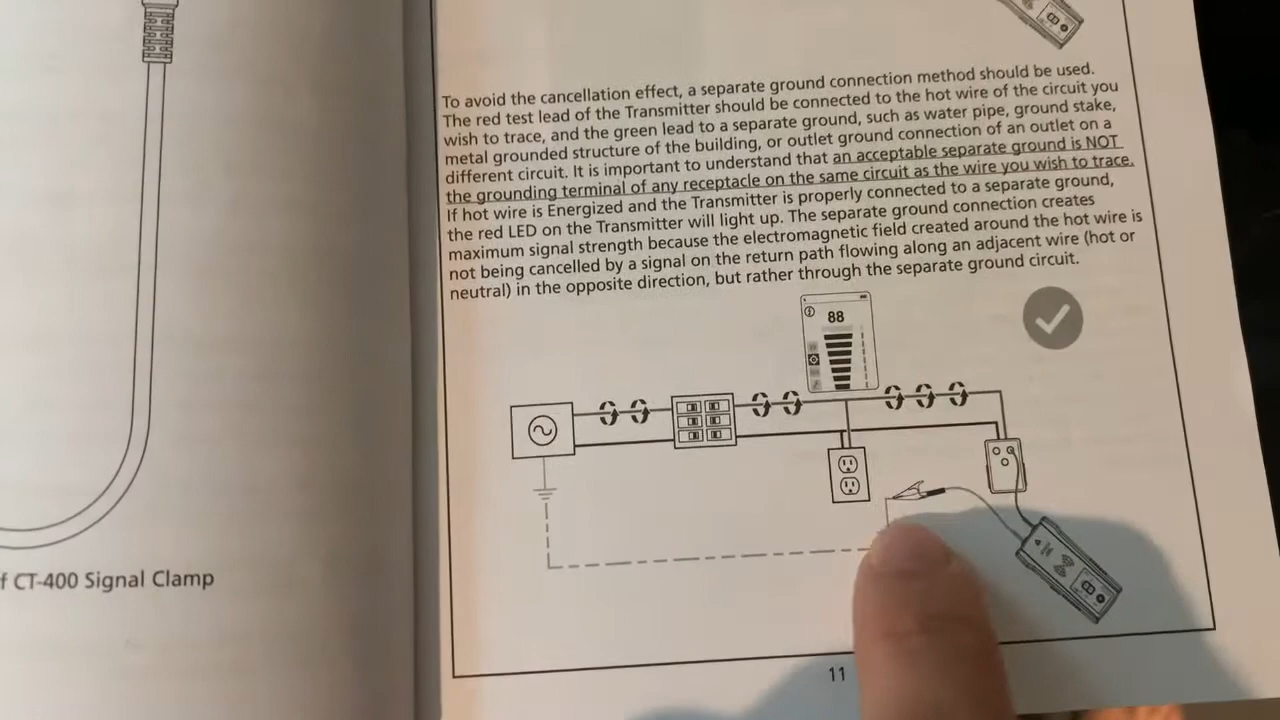 To avoid the cancellation effect, a separate ground connection method should be used.
The red test lead of the Transmitter should be connected to the hot wire of the circuit you
wish to trace, and the green lead to a separate ground, such as water pipe, ground stake,
metal grounded structure of the building, or outlet ground connection of an outlet on a
different circuit. It is important to understand that an acceptable separate ground is NOT
the grounding terminal of any receptacle on the same circuit as the wire you wish to trace.
If hot wire is Energized and the Transmitter is properly connected to a separate ground,
the red LED on the Transmitter will light up. The separate ground connection creates
maximum signal strength because the electromagnetic field created around the hot wire is
not being cancelled by a signal on the return path flowing along an adjacent wire (hot or
neutral) in the opposite direction, but rather through the separate ground circuit.
88
f CT-400 Signal Clamp
11